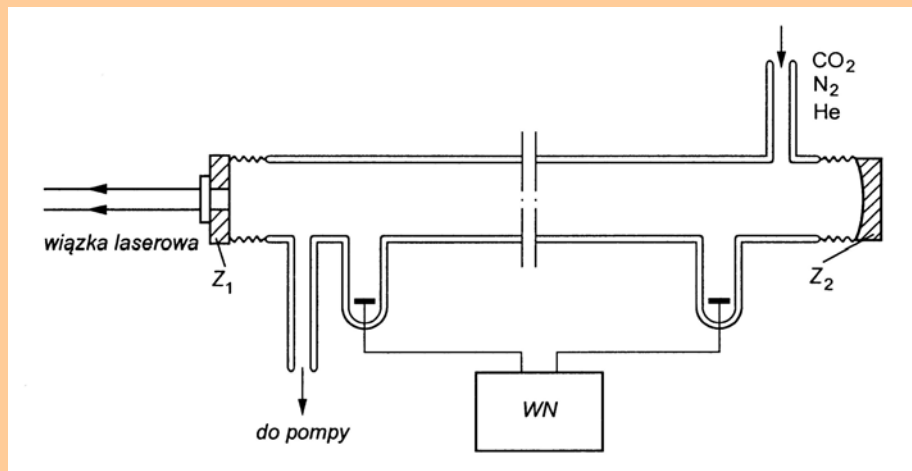 CO₂
N₂
He
wiązka laserowa
Z₁
Z₂
WN
do pompy